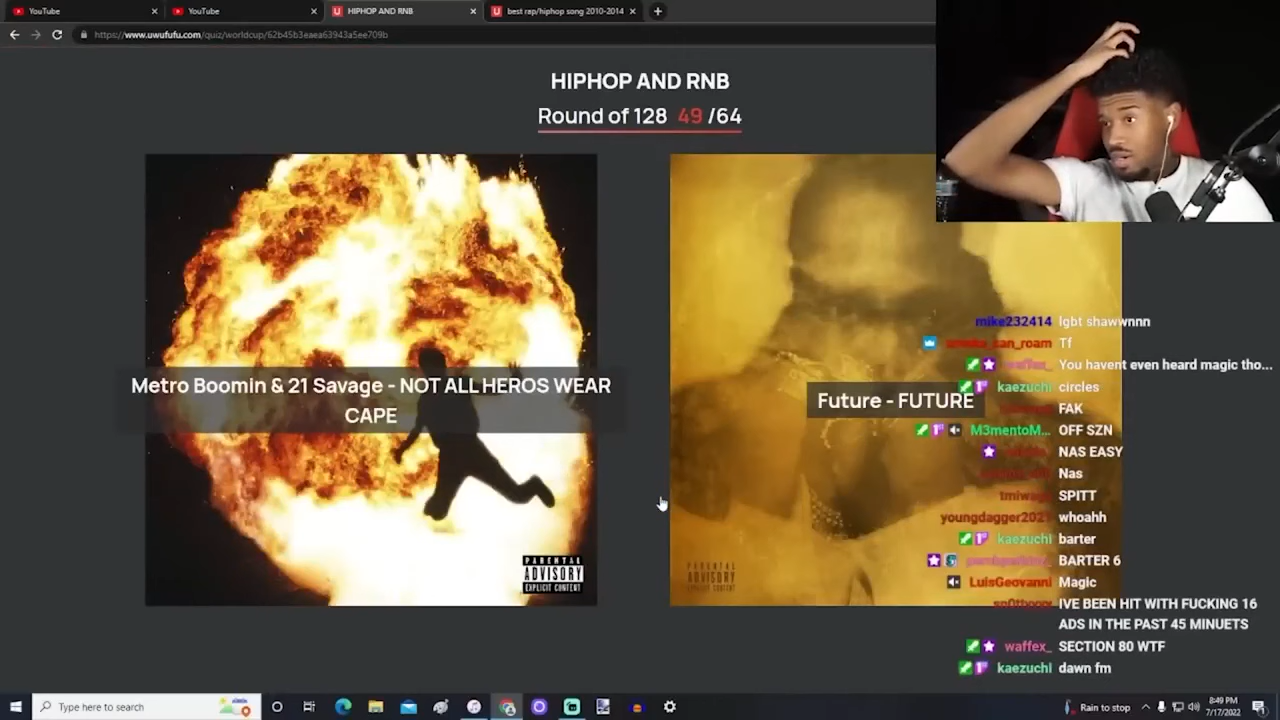 YouTube
YouTube
HIPHOP AND RNB
best rap/hiphop song 2010-2014
https://www.uwufufu.com/quiz/worldcup/62b45b3eaea63943a5ee709b
HIPHOP AND RNB
Round of 128 49 /64
Metro Boomin & 21 Savage - NOT ALL HEROS WEAR
CAPE
PARENTAL
ADVISORY
EXPLICIT CONTENT
Future - FUTURE
PARENTAL
ADVISORY
EXPLICIT CONTENT
mike232414 lgbt shawwnnn
Tf
waffex_ You havent even heard magic tho...
kaezuchi circles
FAK
M3mentoM... OFF SZN
NAS EASY
Nas
SPITT
youngdagger2021 whoahh
kaezuchi barter
BARTER 6
LuisGeovanni Magic
IVE BEEN HIT WITH FUCKING 16
ADS IN THE PAST 45 MINUETS
waffex_ SECTION 80 WTF
kaezuchi dawn fm
Type here to search
Rain to stop
8:49 PM
7/17/2022